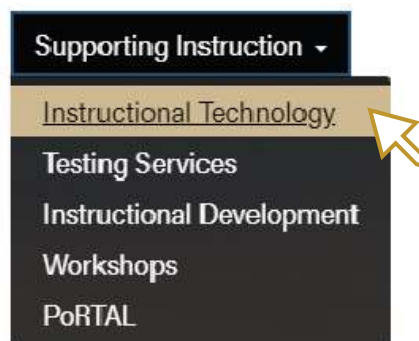 Supporting Instruction
Instructional Technology
Testing Services
Instructional Development
Workshops
PoRTAL